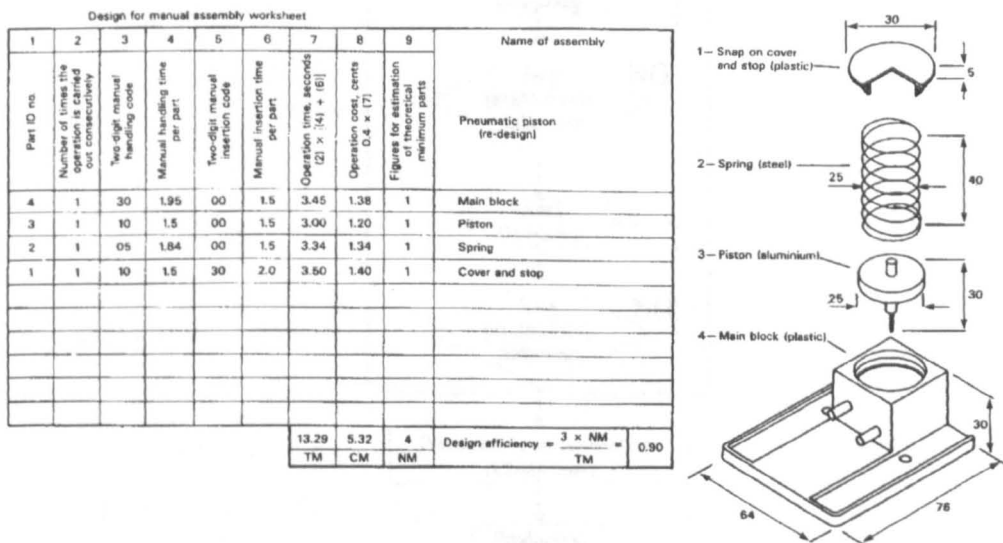 Design for manual assembly worksheet
1 2 3 4 5 6 7 8 9 Name of assembly
Part ID no.
Number of times the operation is carried out consecutively
Two-digit manual handling code
Manual handling time per part
Two-digit manual insertion code
Manual insertion time per part
Operation time, seconds (2) × [(4) + (6)]
Operation cost, cents 0.4 × (7)
Figures for estimation of theoretical minimum parts
Pneumatic piston
(re-design)
4 1 30 1.95 00 1.5 3.45 1.38 1 Main block
3 1 10 1.5 00 1.5 3.00 1.20 1 Piston
2 1 05 1.84 00 1.5 3.34 1.34 1 Spring
1 1 10 1.5 30 2.0 3.50 1.40 1 Cover and stop
13.29 5.32 4 Design efficiency = 3 × NM / TM = 0.90
TM CM NM
30
1– Snap on cover
and stop (plastic)
5
2– Spring (steel)
25
40
3– Piston (aluminium)
25
30
4– Main block (plastic)
30
64
76